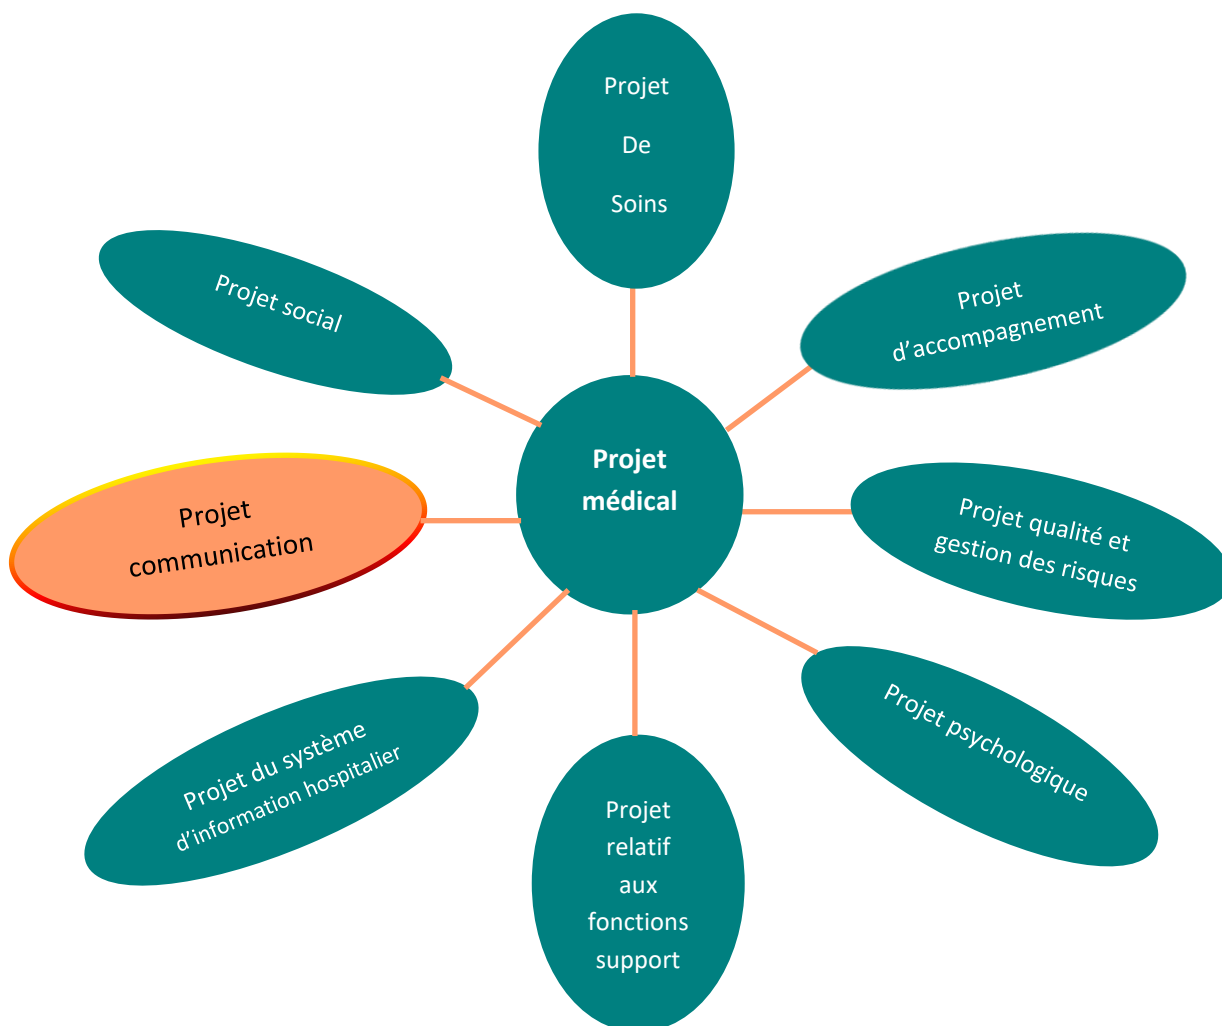 Projet
De
Soins
Projet social
Projet
d’accompagnement
Projet
médical
Projet
communication
Projet qualité et
gestion des risques
Projet du système
d’information hospitalier
Projet psychologique
Projet
relatif
aux
fonctions
support